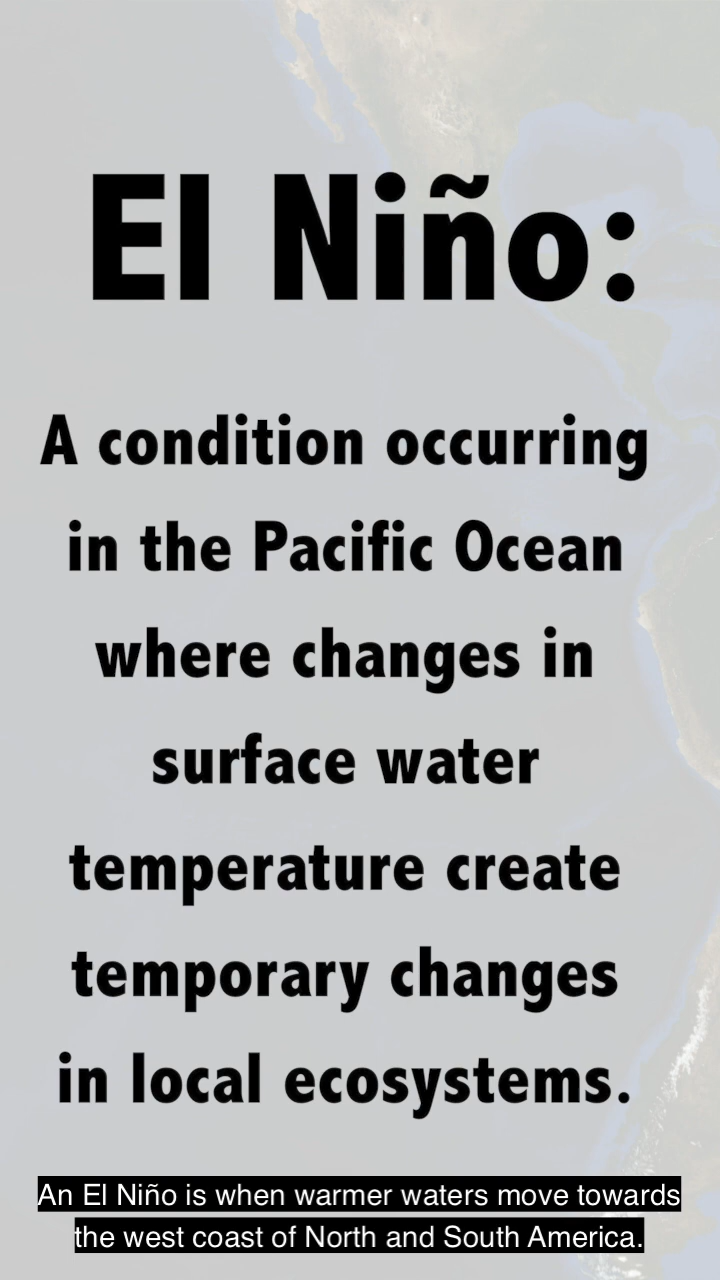 El Niño:
A condition occurring
in the Pacific Ocean
where changes in
surface water
temperature create
temporary changes
in local ecosystems.
An El Niño is when warmer waters move towards
the west coast of North and South America.